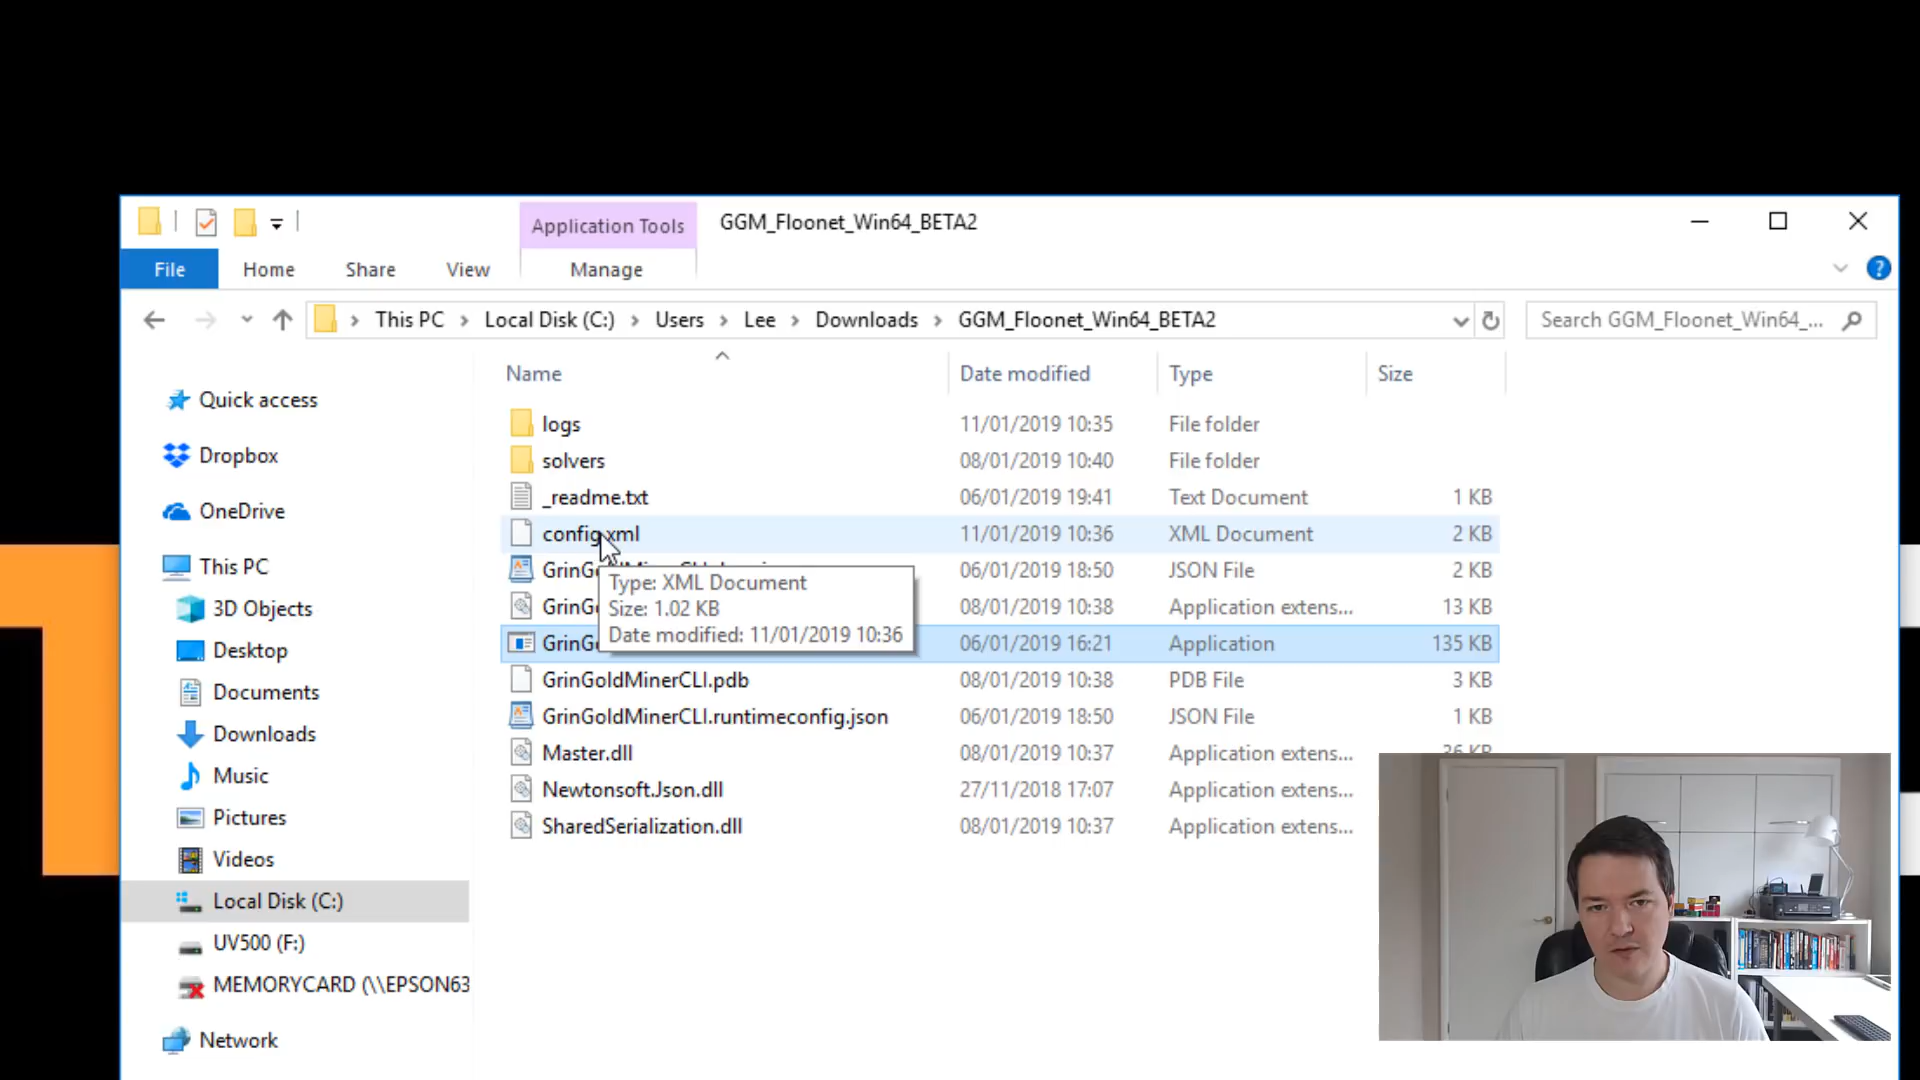 Application Tools GGM_Floonet_Win64_BETA2
File Home Share View Manage
This PC Local Disk (C:) Users Lee Downloads GGM_Floonet_Win64_BETA2 Search GGM_Floonet_Win64_...
Name Date modified Type Size
Quick access
Dropbox
OneDrive
This PC
3D Objects
Desktop
Documents
Downloads
Music
Pictures
Videos
Local Disk (C:)
UV500 (F:)
MEMORYCARD (\\EPSON63
Network
logs 11/01/2019 10:35 File folder
solvers 08/01/2019 10:40 File folder
_readme.txt 06/01/2019 19:41 Text Document 1 KB
config.xml 11/01/2019 10:36 XML Document 2 KB
06/01/2019 18:50 JSON File 2 KB
08/01/2019 10:38 Application extens... 13 KB
06/01/2019 16:21 Application 135 KB
GrinGoldMinerCLI.pdb 08/01/2019 10:38 PDB File 3 KB
GrinGoldMinerCLI.runtimeconfig.json 06/01/2019 18:50 JSON File 1 KB
Master.dll 08/01/2019 10:37 Application extens... 36 KB
Newtonsoft.Json.dll 27/11/2018 17:07 Application extens...
SharedSerialization.dll 08/01/2019 10:37 Application extens...
Type: XML Document
Size: 1.02 KB
Date modified: 11/01/2019 10:36